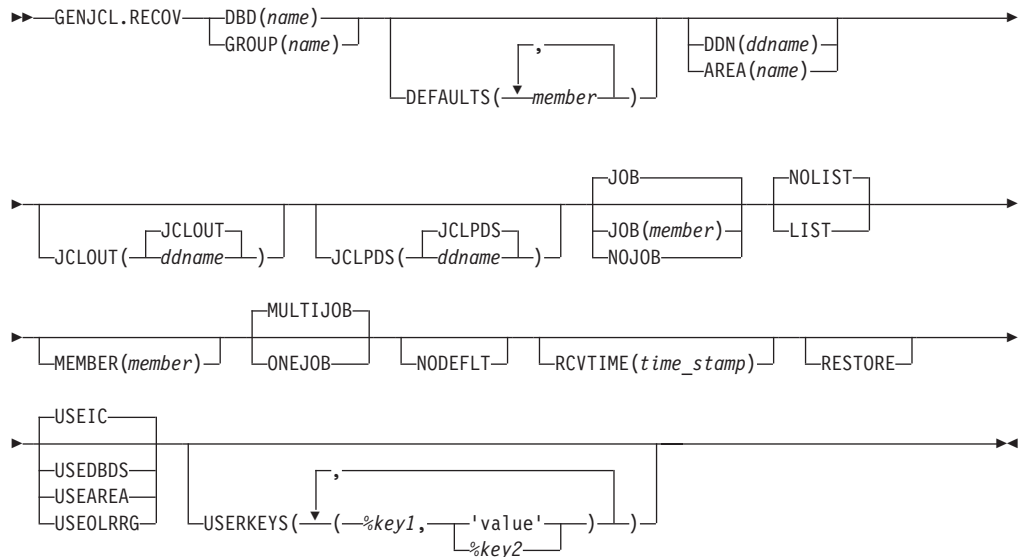 GENJCL.RECOV DBD(name)
GROUP(name)
DEFAULTS( member )
,
DDN(ddname)
AREA(name)
JCLOUT( JCLOUT )
ddname
JCLPDS( JCLPDS )
ddname
JOB
JOB(member)
NOJOB
NOLIST
LIST
MEMBER(member)
MULTIJOB
ONEJOB
NODEFLT
RCVTIME(time_stamp)
RESTORE
USEIC
USEDBDS
USEAREA
USEOLRRG
,
USERKEYS( ( %key1, 'value' ) )
%key2